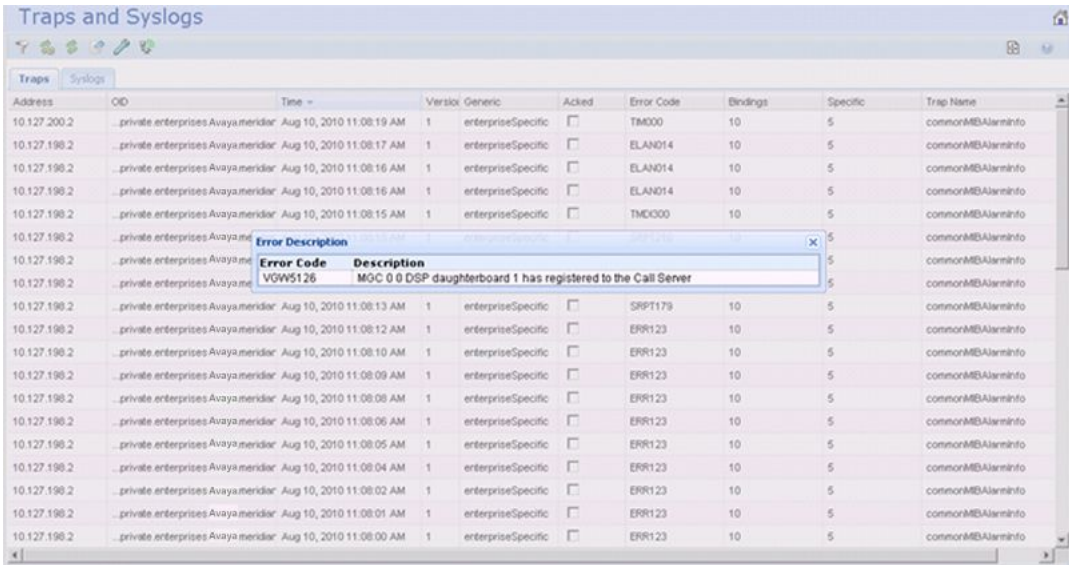 Traps and Syslogs
Traps Syslogs
Address OID Time Version Generic Acked Error Code Bindings Specific Trap Name
10.127.200.2 ...private.enterprises.Avaya.meridian Aug 10, 2010 11:08:19 AM 1 enterpriseSpecific TIM000 10 5 commonMIBAlarmInfo
10.127.198.2 ...private.enterprises.Avaya.meridian Aug 10, 2010 11:08:17 AM 1 enterpriseSpecific ELAN014 10 5 commonMIBAlarmInfo
10.127.198.2 ...private.enterprises.Avaya.meridian Aug 10, 2010 11:08:16 AM 1 enterpriseSpecific ELAN014 10 5 commonMIBAlarmInfo
10.127.198.2 ...private.enterprises.Avaya.meridian Aug 10, 2010 11:08:16 AM 1 enterpriseSpecific ELAN014 10 5 commonMIBAlarmInfo
10.127.198.2 ...private.enterprises.Avaya.meridian Aug 10, 2010 11:08:15 AM 1 enterpriseSpecific TMDI300 10 5 commonMIBAlarmInfo
10.127.198.2 ...private.enterprises.Avaya.me 5 commonMIBAlarmInfo
Error Description
10.127.198.2 ...private.enterprises.Avaya.me 5 commonMIBAlarmInfo
Error Code Description
VGW5126 MGC 0 0 DSP daughterboard 1 has registered to the Call Server
10.127.198.2 ...private.enterprises.Avaya.me 5 commonMIBAlarmInfo
10.127.198.2 ...private.enterprises.Avaya.meridian Aug 10, 2010 11:08:13 AM 1 enterpriseSpecific SRPT179 10 5 commonMIBAlarmInfo
10.127.198.2 ...private.enterprises.Avaya.meridian Aug 10, 2010 11:08:12 AM 1 enterpriseSpecific ERR123 10 5 commonMIBAlarmInfo
10.127.198.2 ...private.enterprises.Avaya.meridian Aug 10, 2010 11:08:10 AM 1 enterpriseSpecific ERR123 10 5 commonMIBAlarmInfo
10.127.198.2 ...private.enterprises.Avaya.meridian Aug 10, 2010 11:08:09 AM 1 enterpriseSpecific ERR123 10 5 commonMIBAlarmInfo
10.127.198.2 ...private.enterprises.Avaya.meridian Aug 10, 2010 11:08:08 AM 1 enterpriseSpecific ERR123 10 5 commonMIBAlarmInfo
10.127.198.2 ...private.enterprises.Avaya.meridian Aug 10, 2010 11:08:06 AM 1 enterpriseSpecific ERR123 10 5 commonMIBAlarmInfo
10.127.198.2 ...private.enterprises.Avaya.meridian Aug 10, 2010 11:08:05 AM 1 enterpriseSpecific ERR123 10 5 commonMIBAlarmInfo
10.127.198.2 ...private.enterprises.Avaya.meridian Aug 10, 2010 11:08:04 AM 1 enterpriseSpecific ERR123 10 5 commonMIBAlarmInfo
10.127.198.2 ...private.enterprises.Avaya.meridian Aug 10, 2010 11:08:02 AM 1 enterpriseSpecific ERR123 10 5 commonMIBAlarmInfo
10.127.198.2 ...private.enterprises.Avaya.meridian Aug 10, 2010 11:08:01 AM 1 enterpriseSpecific ERR123 10 5 commonMIBAlarmInfo
10.127.198.2 ...private.enterprises.Avaya.meridian Aug 10, 2010 11:08:00 AM 1 enterpriseSpecific ERR123 10 5 commonMIBAlarmInfo